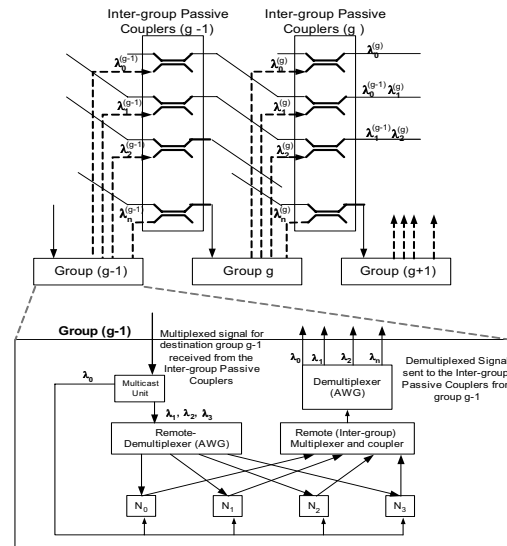 Inter-group Passive
Couplers (g -1)
Inter-group Passive
Couplers (g )
λ0(g-1)
λ1(g-1)
λ2(g-1)
λn(g-1)
λ0(g)
λ1(g)
λ2(g)
λn(g)
λ0(g)
λ0(g-1) λ1(g)
λ1(g-1) λ2(g)
Group (g-1)
Group g
Group (g+1)
Group (g-1)
Multiplexed signal for
destination group g-1
received from the
Inter-group Passive
Couplers
λ0
Multicast
Unit
λ1, λ2, λ3
Remote-
Demultiplexer (AWG)
λ0 λ1 λ2 λn
Demultiplexer
(AWG)
Demultiplexed Signal
sent to the Inter-group
Passive Couplers from
group g-1
Remote (Inter-group)
Multiplexer and coupler
N0 N1 N2 N3